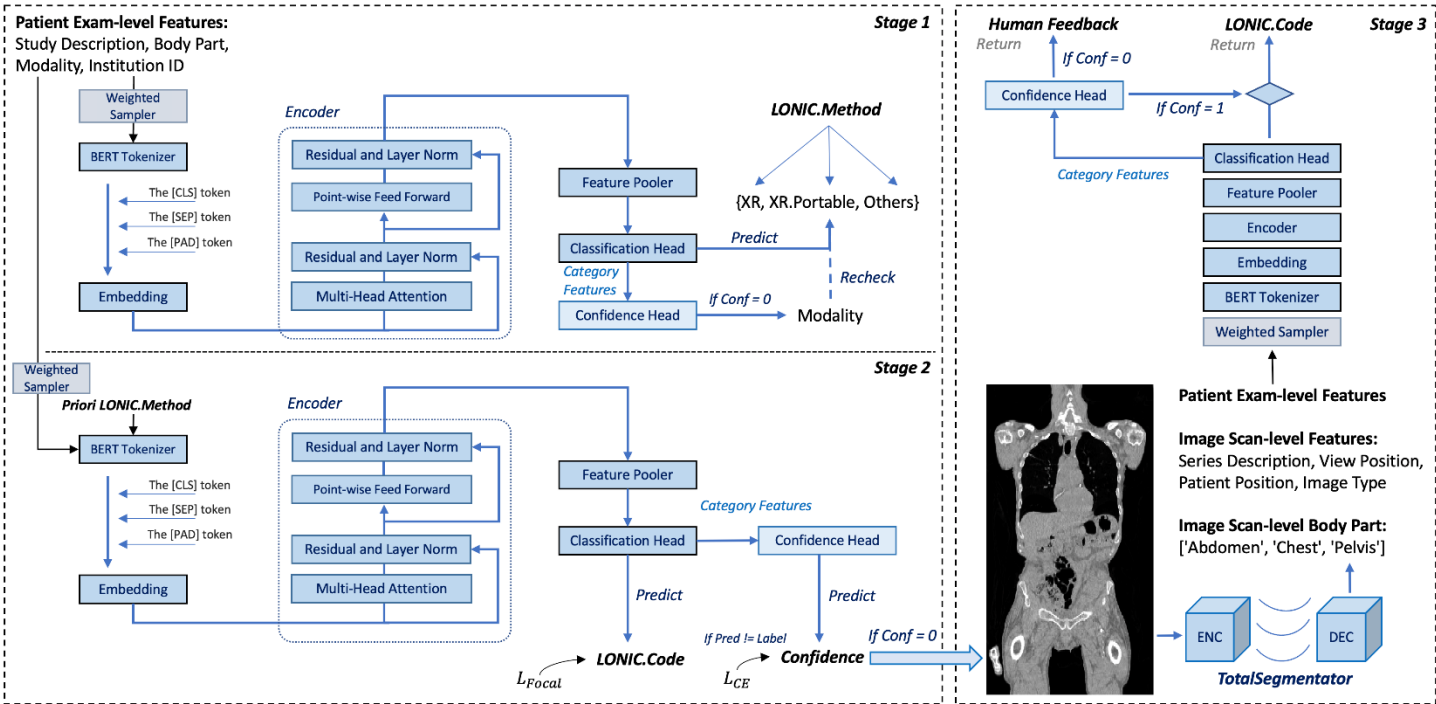 Patient Exam-level Features:
Study Description, Body Part,
Modality, Institution ID
Stage 1
Weighted
Sampler
BERT Tokenizer
The [CLS] token
The [SEP] token
The [PAD] token
Embedding
Encoder
Residual and Layer Norm
Point-wise Feed Forward
Residual and Layer Norm
Multi-Head Attention
Feature Pooler
Classification Head
Category
Features
Confidence Head
Predict
If Conf = 0
LONIC.Method
{XR, XR.Portable, Others}
Recheck
Modality
Stage 2
Weighted
Sampler
Priori LONIC.Method
BERT Tokenizer
The [CLS] token
The [SEP] token
The [PAD] token
Embedding
Encoder
Residual and Layer Norm
Point-wise Feed Forward
Residual and Layer Norm
Multi-Head Attention
Feature Pooler
Classification Head
Category Features
Confidence Head
Predict
Predict
If Pred != Label
If Conf = 0
L_Focal
LONIC.Code
L_CE
Confidence
Stage 3
Human Feedback
Return
LONIC.Code
Return
If Conf = 0
Confidence Head
If Conf = 1
Category Features
Classification Head
Feature Pooler
Encoder
Embedding
BERT Tokenizer
Weighted Sampler
Patient Exam-level Features
Image Scan-level Features:
Series Description, View Position,
Patient Position, Image Type
Image Scan-level Body Part:
['Abdomen', 'Chest', 'Pelvis']
ENC
DEC
TotalSegmentator